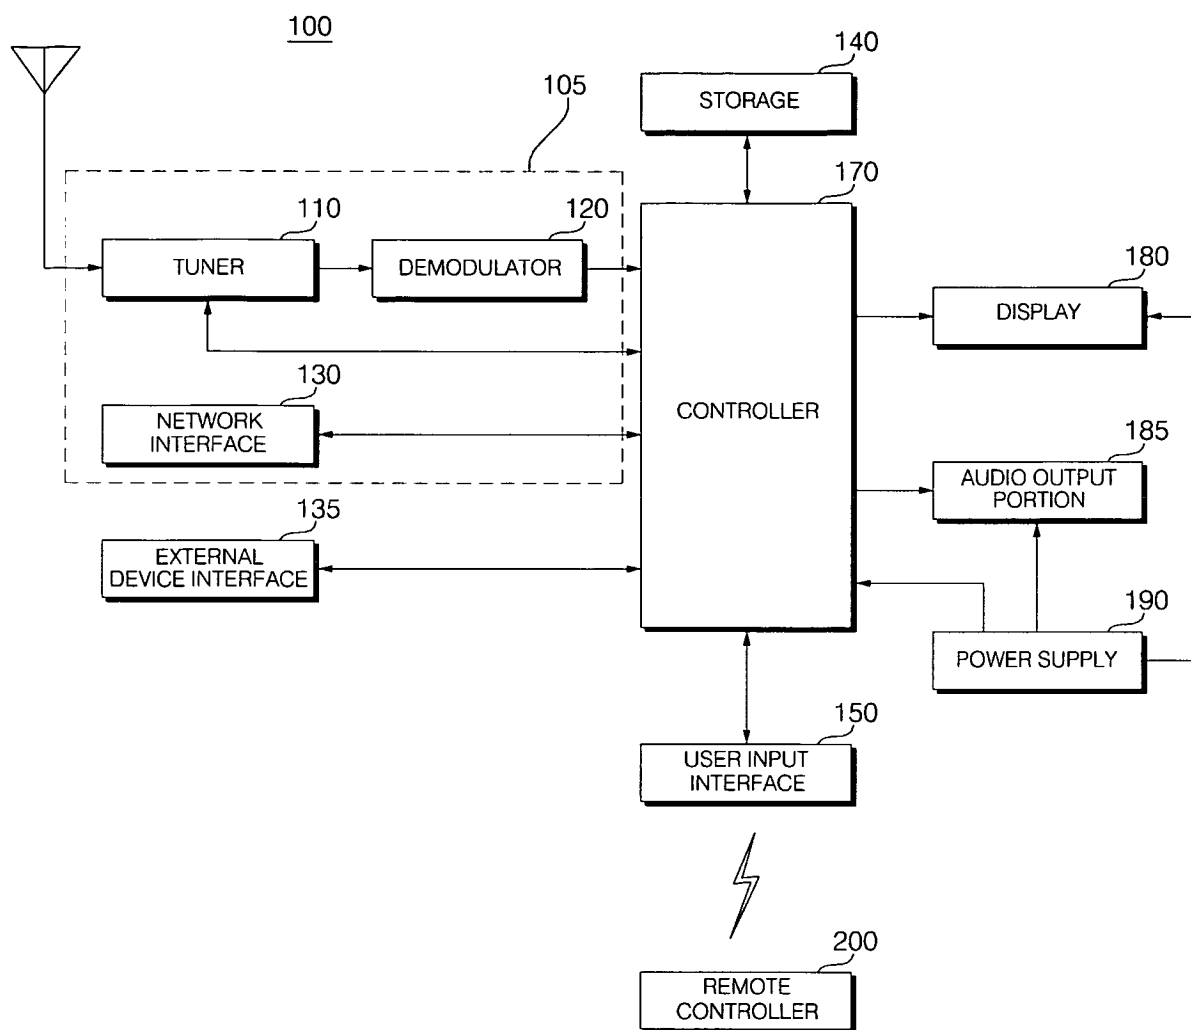 100
140
STORAGE
105
170
110
TUNER
120
DEMODULATOR
180
DISPLAY
130
NETWORK
INTERFACE
CONTROLLER
185
AUDIO OUTPUT
PORTION
135
EXTERNAL
DEVICE INTERFACE
190
POWER SUPPLY
150
USER INPUT
INTERFACE
200
REMOTE
CONTROLLER